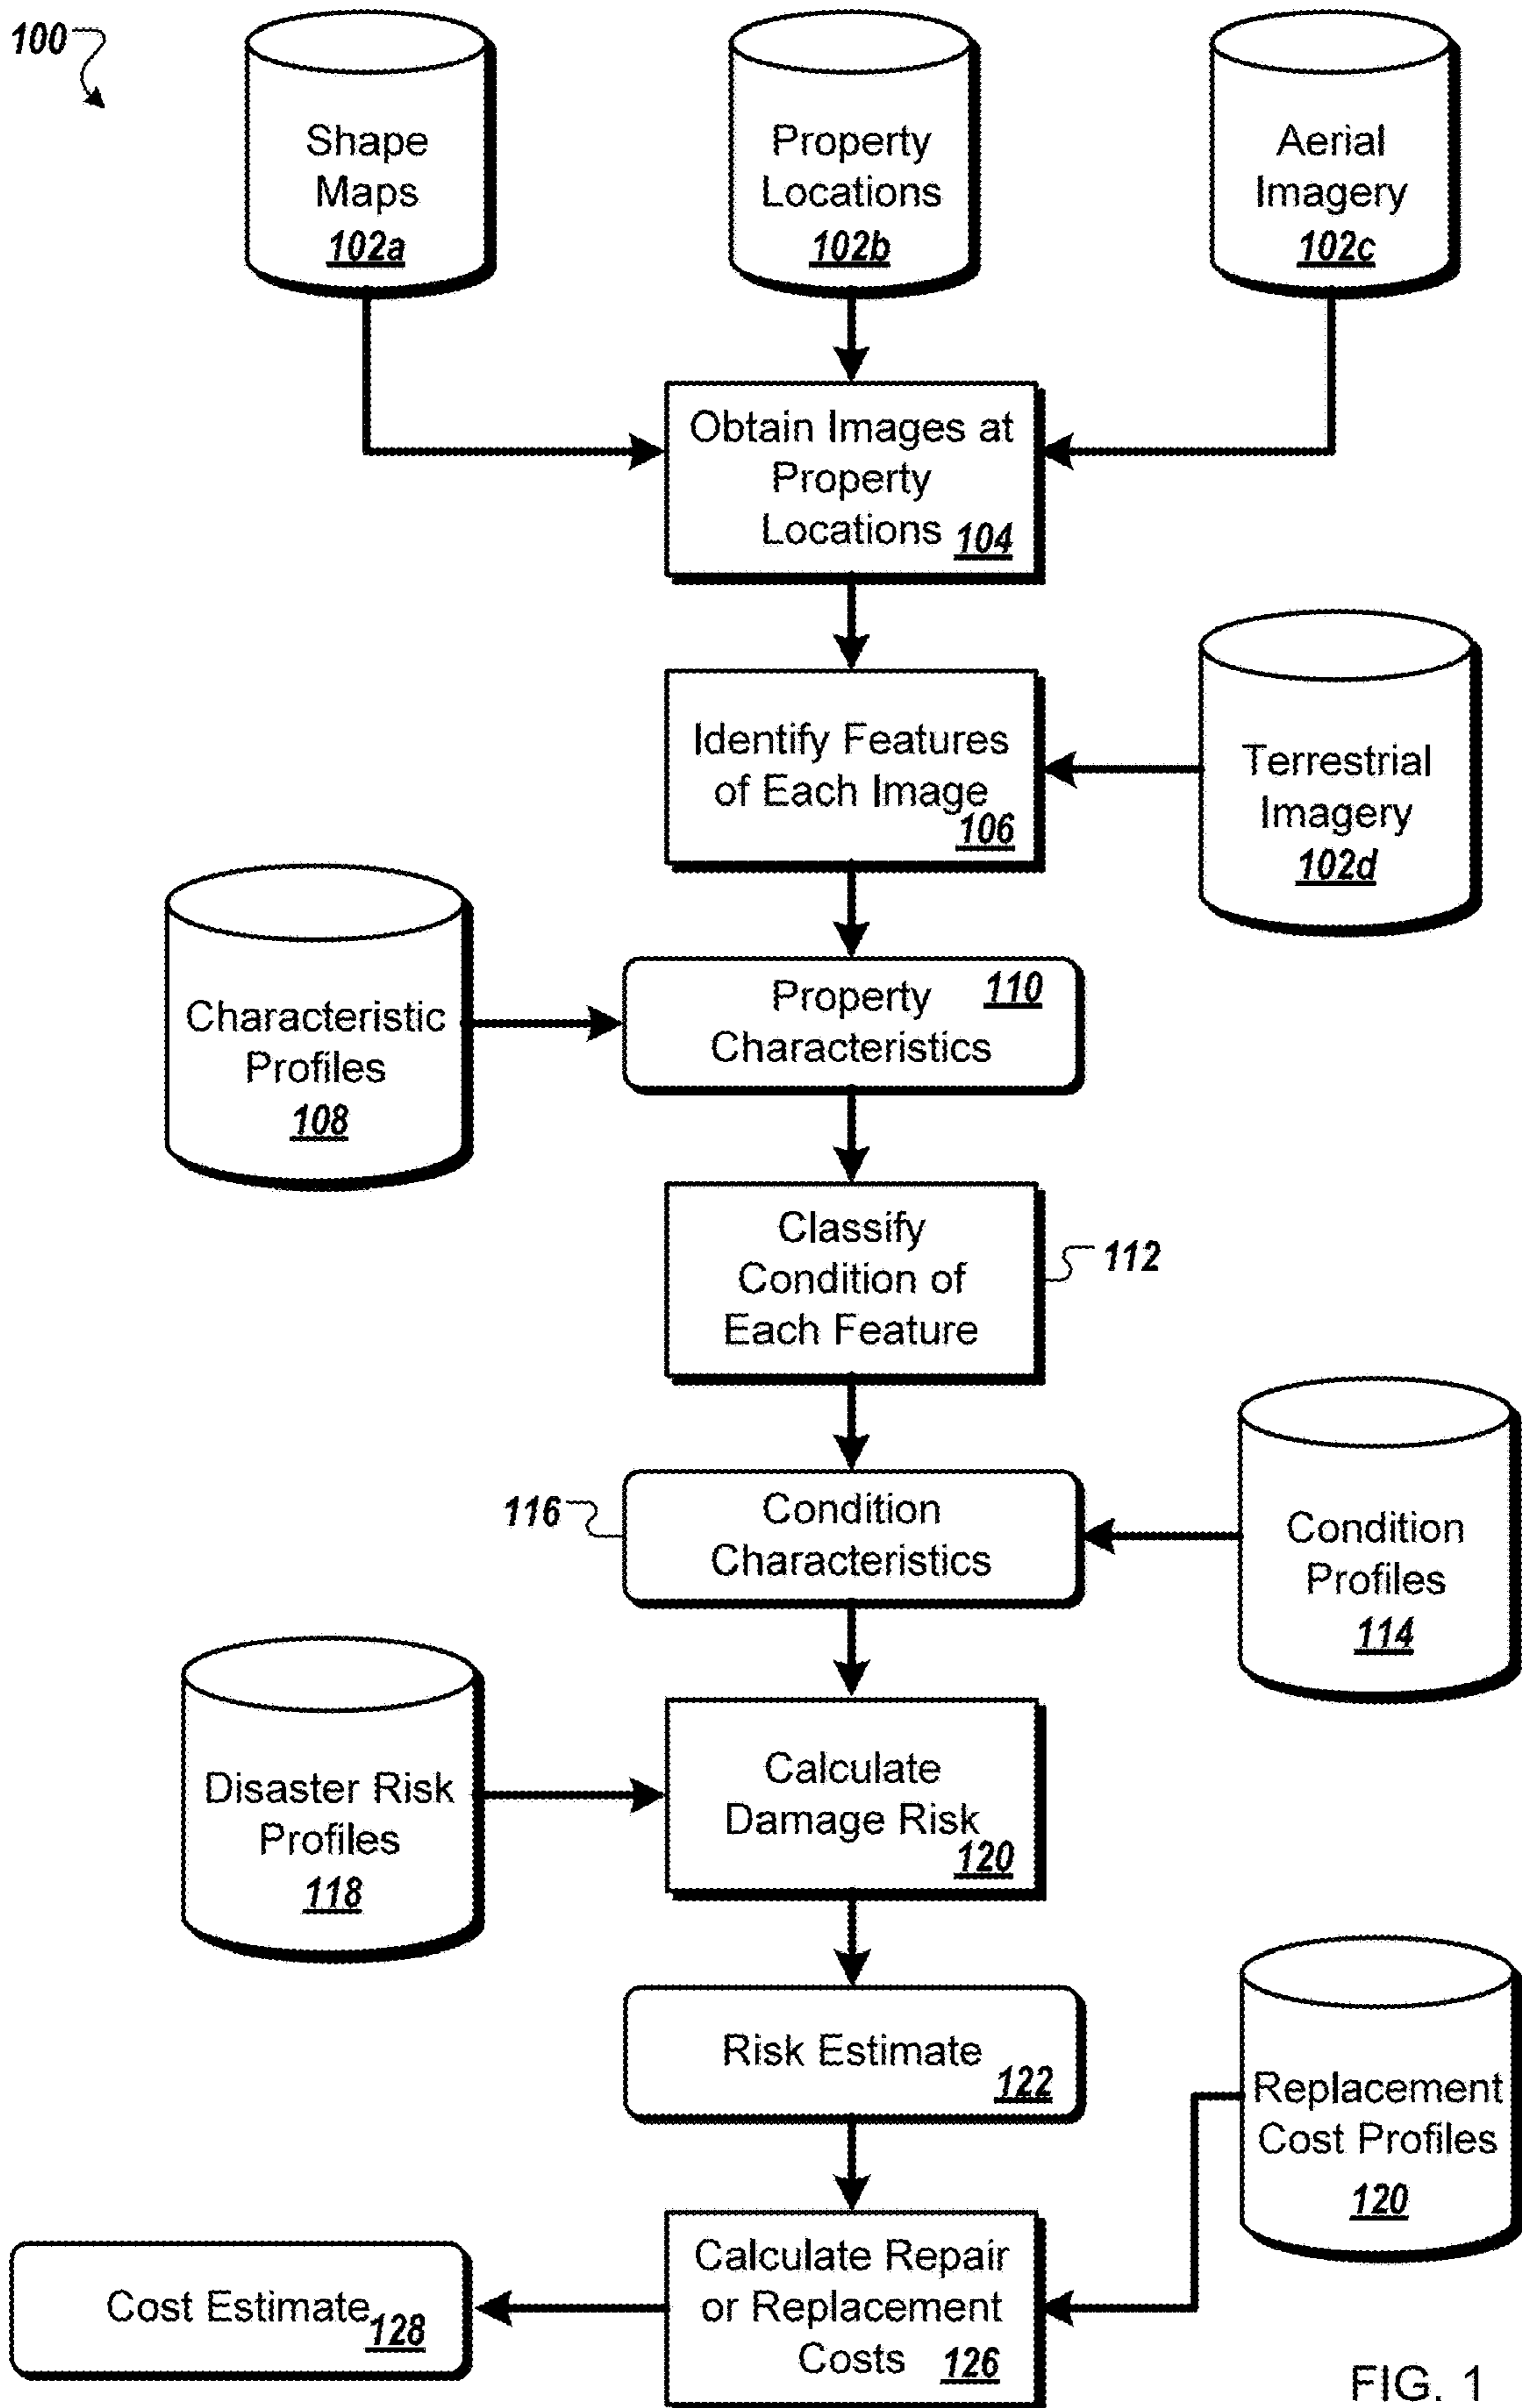 100
Shape
Maps
102a
Property
Locations
102b
Aerial
Imagery
102c
Obtain Images at
Property
Locations 104
Identify Features
of Each Image
106
Terrestrial
Imagery
102d
Characteristic
Profiles
108
Property 110
Characteristics
Classify
Condition of
Each Feature
112
116
Condition
Characteristics
Condition
Profiles
114
Disaster Risk
Profiles
118
Calculate
Damage Risk
120
Risk Estimate
122
Replacement
Cost Profiles
120
Calculate Repair
or Replacement
Costs 126
Cost Estimate
128
FIG. 1